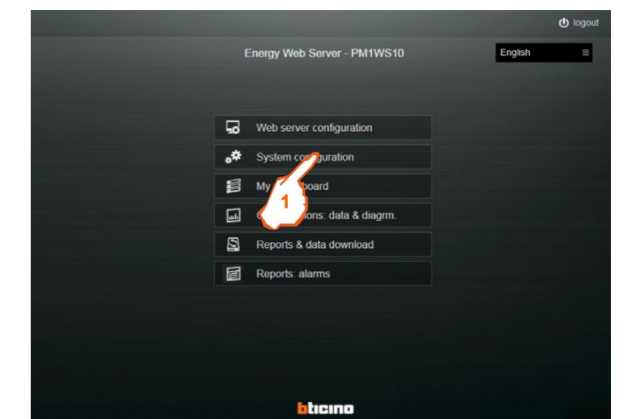 logout
Energy Web Server - PM1WS10
English
Web server configuration
System configuration
My
board
1
ons: data & diagrm.
Reports & data download
Reports: alarms
bticino